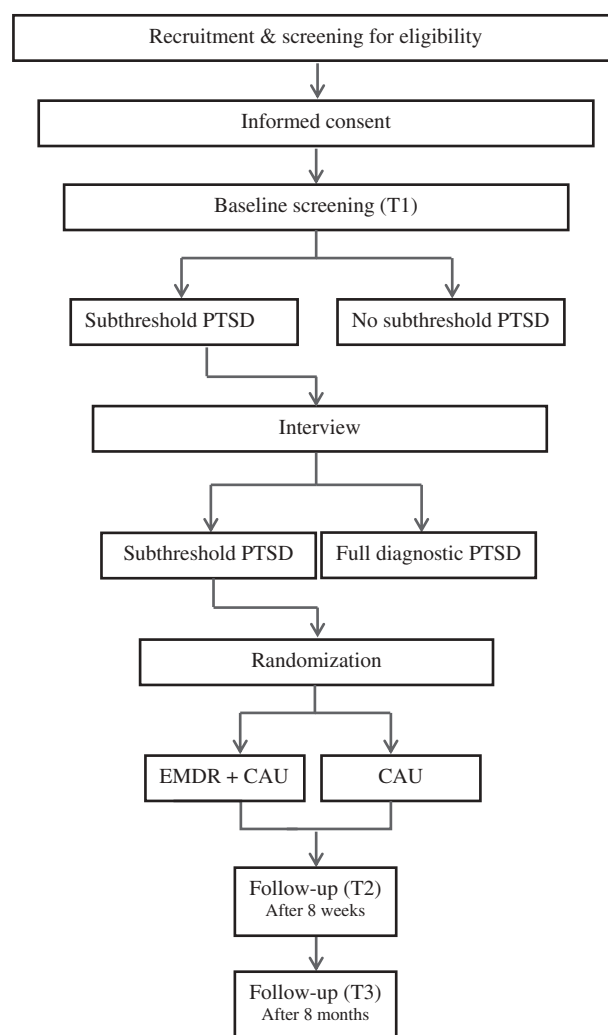 Recruitment & screening for eligibility
Informed consent
Baseline screening (T1)
Subthreshold PTSD
No subthreshold PTSD
Interview
Subthreshold PTSD
Full diagnostic PTSD
Randomization
EMDR + CAU
CAU
Follow-up (T2)
After 8 weeks
Follow-up (T3)
After 8 months